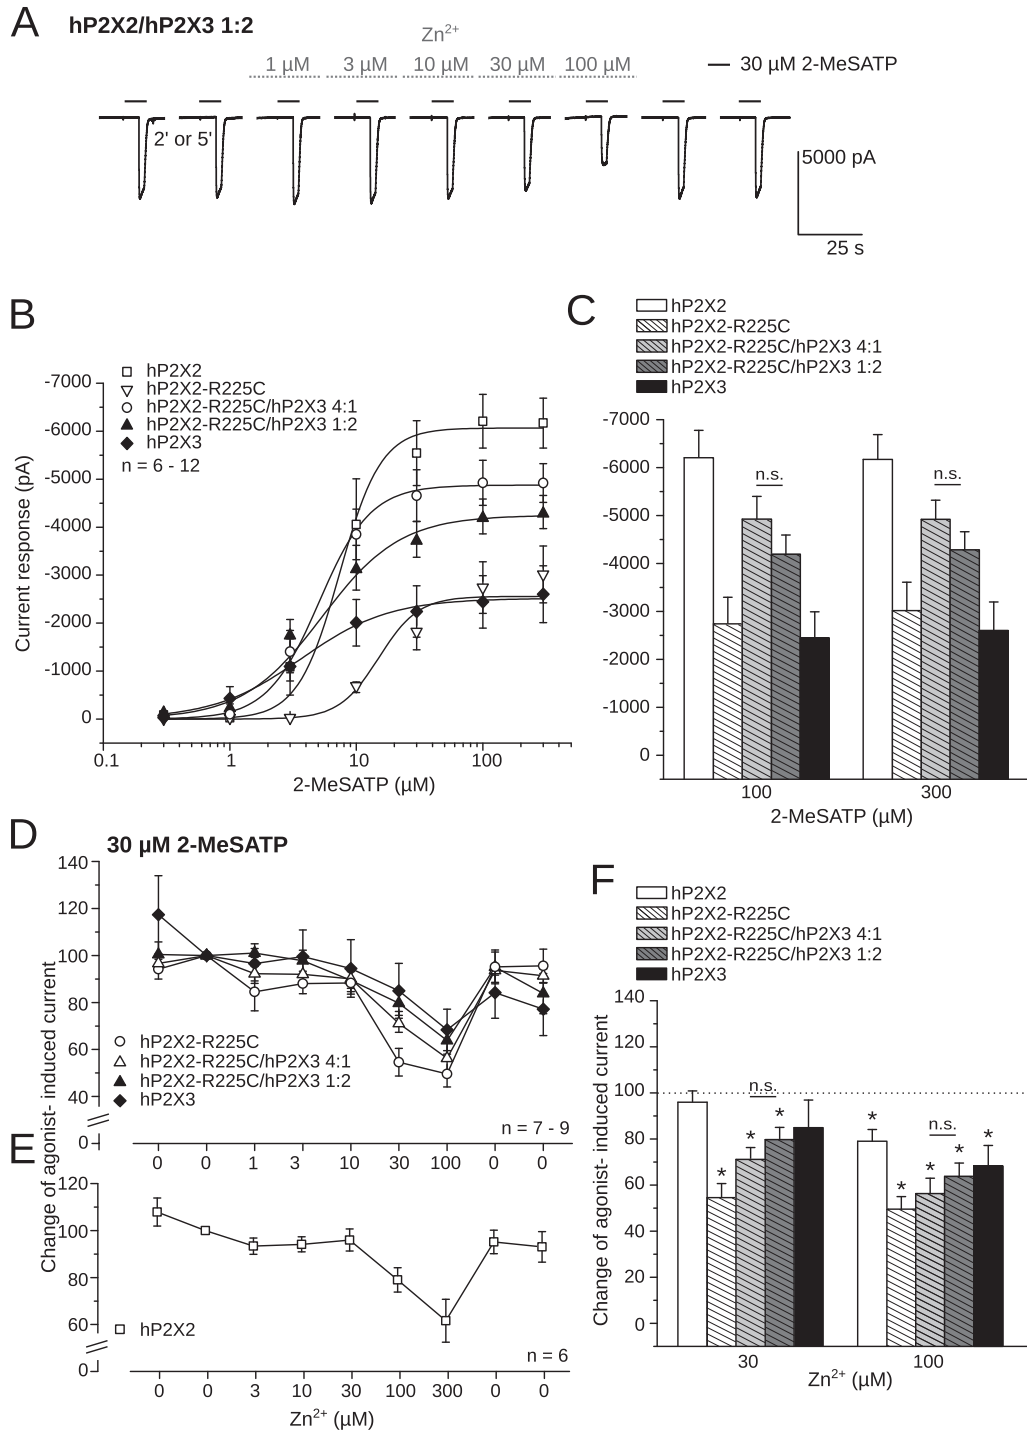 A
hP2X2/hP2X3 1:2
Zn2+
1 µM 3 µM 10 µM 30 µM 100 µM
30 µM 2-MeSATP
2' or 5'
5000 pA
25 s
B
hP2X2
hP2X2-R225C
hP2X2-R225C/hP2X3 4:1
hP2X2-R225C/hP2X3 1:2
hP2X3
n = 6 - 12
Current response (pA)
-7000
-6000
-5000
-4000
-3000
-2000
-1000
0
0.1 1 10 100
2-MeSATP (µM)
C
hP2X2
hP2X2-R225C
hP2X2-R225C/hP2X3 4:1
hP2X2-R225C/hP2X3 1:2
hP2X3
-7000
-6000
-5000
-4000
-3000
-2000
-1000
0
n.s. n.s.
100 300
2-MeSATP (µM)
D
30 µM 2-MeSATP
140
120
100
80
60
40
0
hP2X2-R225C
hP2X2-R225C/hP2X3 4:1
hP2X2-R225C/hP2X3 1:2
hP2X3
n = 7 - 9
0 0 1 3 10 30 100 0 0
Change of agonist- induced current
E
120
100
80
60
0
hP2X2
n = 6
0 0 3 10 30 100 300 0 0
Zn2+ (µM)
F
hP2X2
hP2X2-R225C
hP2X2-R225C/hP2X3 4:1
hP2X2-R225C/hP2X3 1:2
hP2X3
Change of agonist- induced current
140
120
100
80
60
40
20
0
n.s.
* * *
n.s.
* * * * *
30 100
Zn2+ (µM)